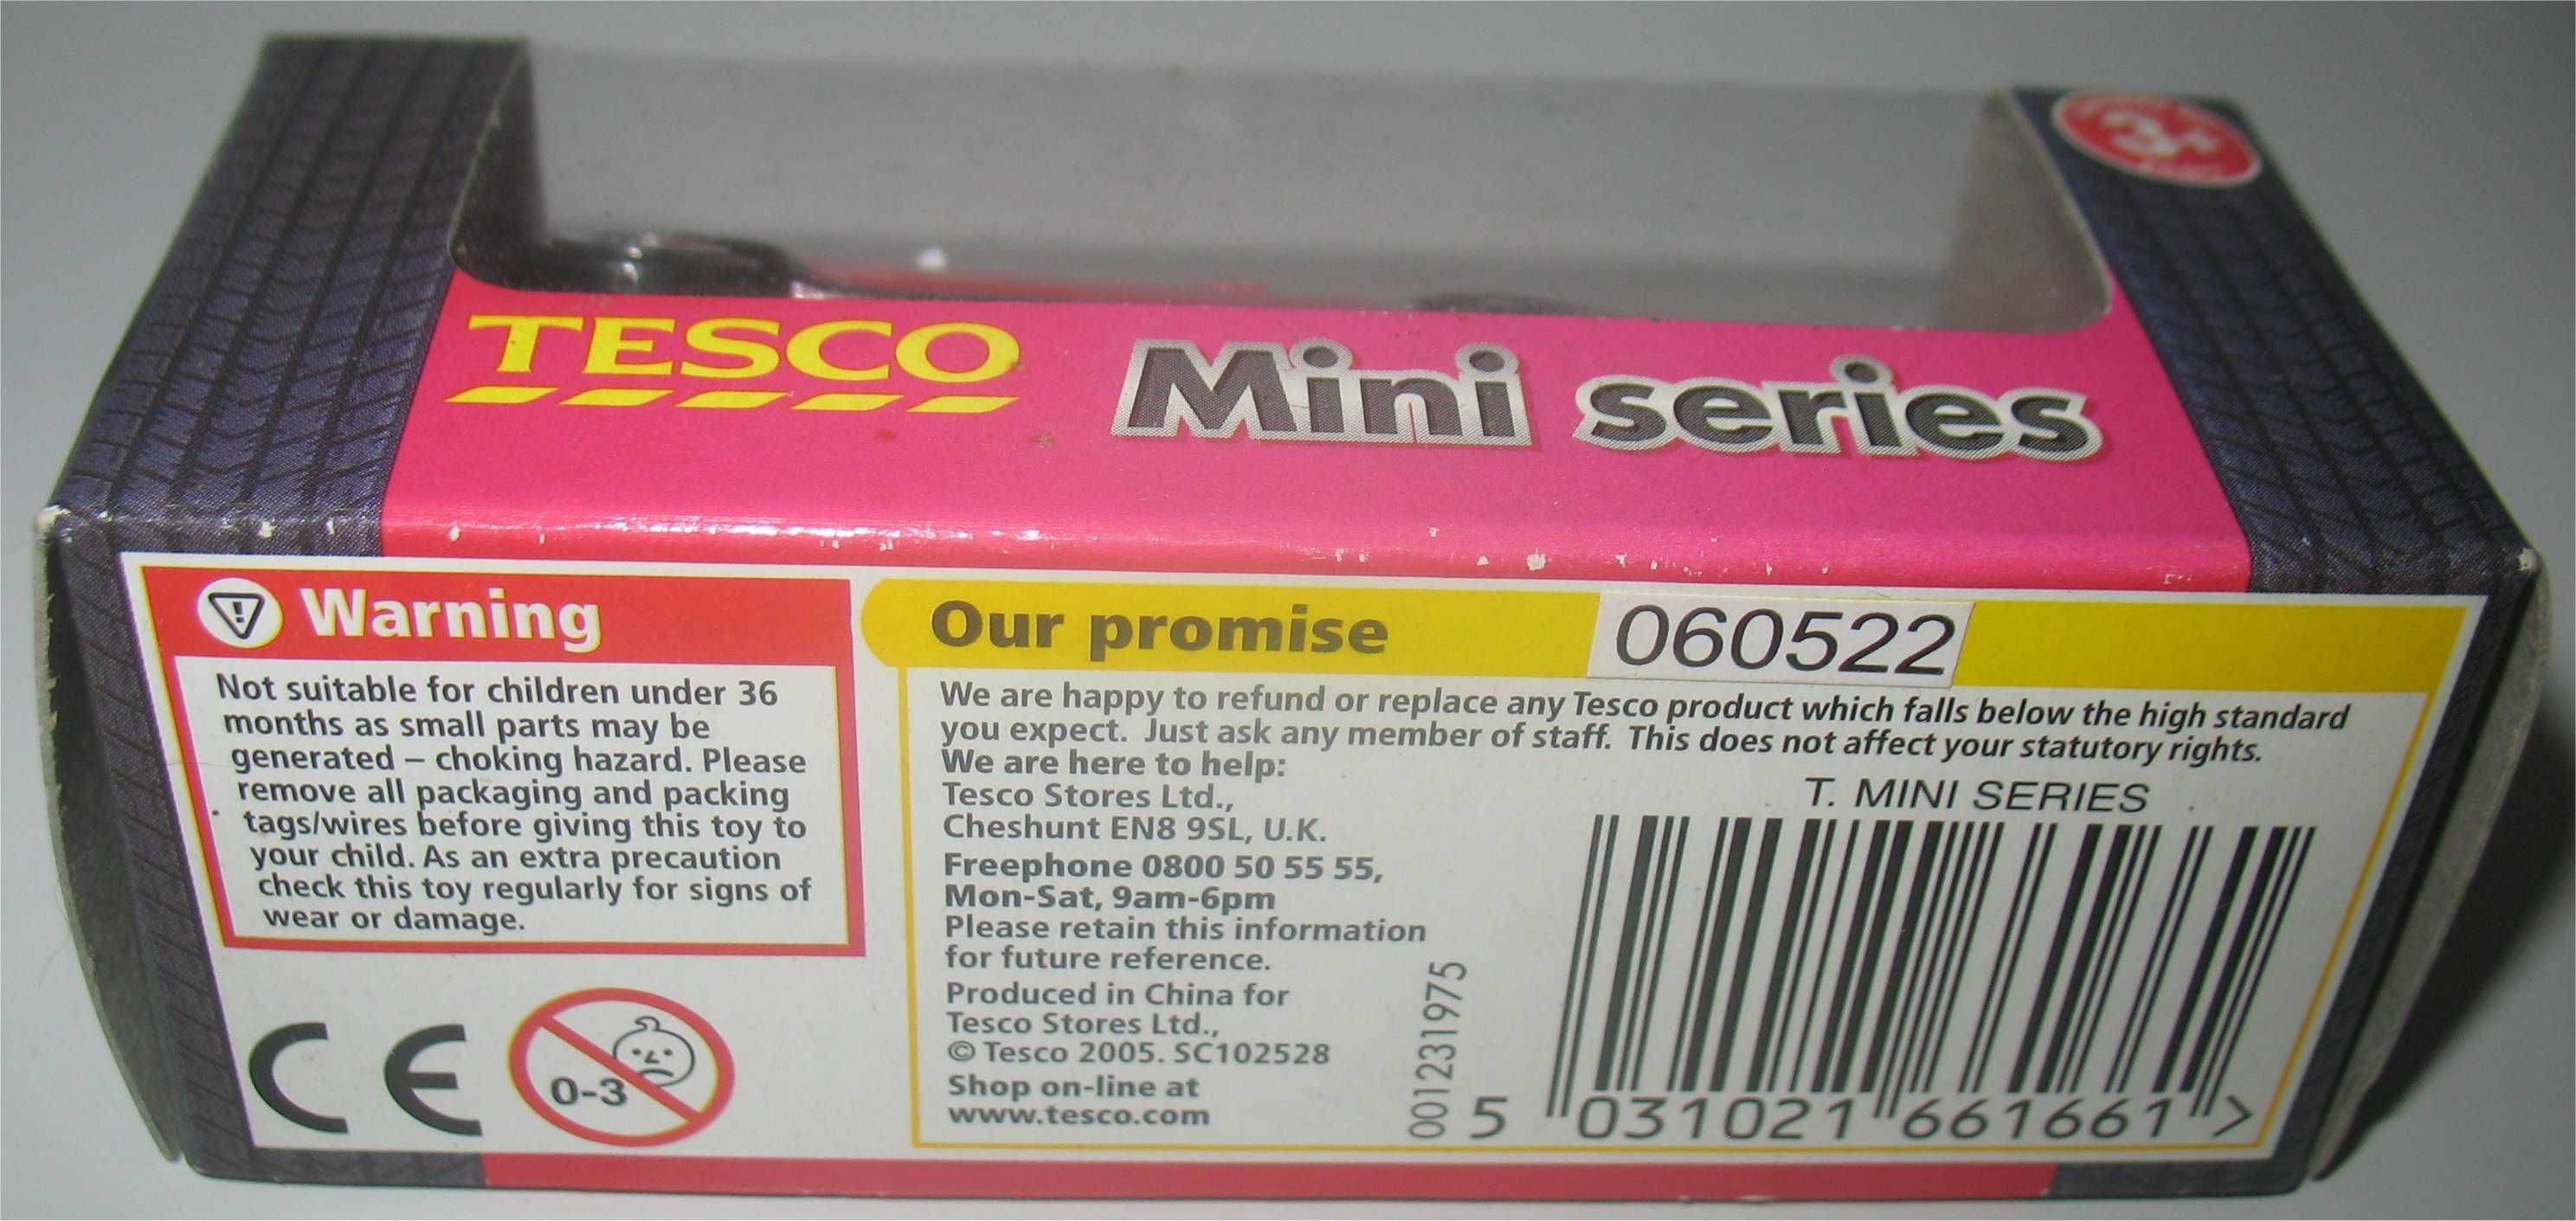 3+
TESCO
Mini series
Warning
Not suitable for children under 36
months as small parts may be
generated – choking hazard. Please
remove all packaging and packing
tags/wires before giving this toy to
your child. As an extra precaution
check this toy regularly for signs of
wear or damage.
CE
0-3
Our promise
060522
We are happy to refund or replace any Tesco product which falls below the high standard
you expect. Just ask any member of staff. This does not affect your statutory rights.
We are here to help:
Tesco Stores Ltd.,
Cheshunt EN8 9SL, U.K.
Freephone 0800 50 55 55,
Mon-Sat, 9am-6pm
Please retain this information
for future reference.
Produced in China for
Tesco Stores Ltd.,
© Tesco 2005. SC102528
Shop on-line at
www.tesco.com
T. MINI SERIES
001231975
5 031021 661661 >